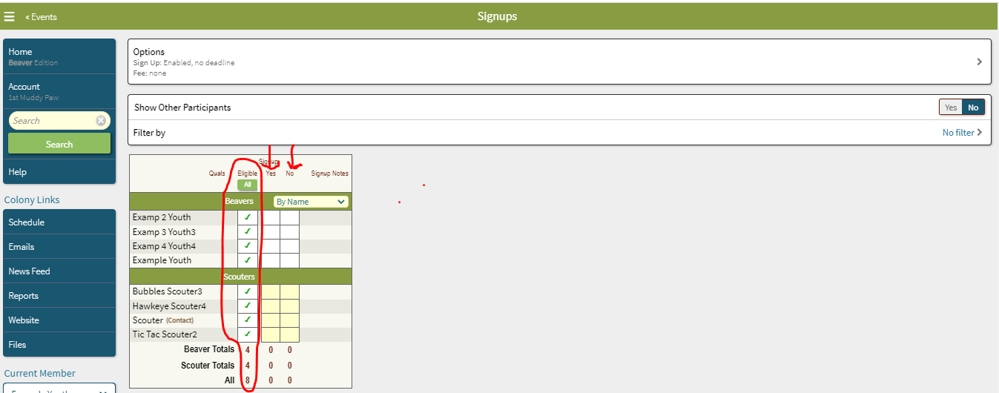 « Events
Signups
Home
Beaver Edition
Account
1st Muddy Paw
Search
Search
Help
Colony Links
Schedule
Emails
News Feed
Reports
Website
Files
Current Member
Options
Sign Up: Enabled, no deadline
Fee: none
Show Other Participants Yes No
Filter by No filter
Signup
Quals Eligible Yes No Signup Notes
All
Beavers By Name
Examp 2 Youth
Examp 3 Youth3
Examp 4 Youth4
Example Youth
Scouters
Bubbles Scouter3
Hawkeye Scouter4
Scouter (Contact)
Tic Tac Scouter2
Beaver Totals 4 0 0
Scouter Totals 4 0 0
All 8 0 0